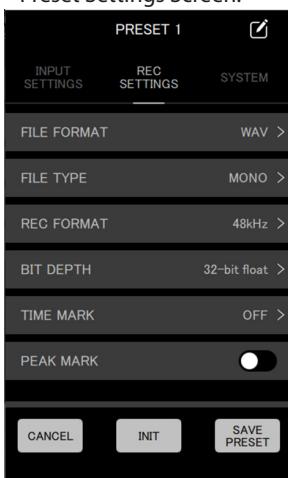 Preset Settings Screen.
PRESET 1
INPUT SETTINGS
REC SETTINGS
SYSTEM
FILE FORMAT WAV >
FILE TYPE MONO >
REC FORMAT 48kHz >
BIT DEPTH 32-bit float >
TIME MARK OFF >
PEAK MARK
CANCEL
INIT
SAVE PRESET